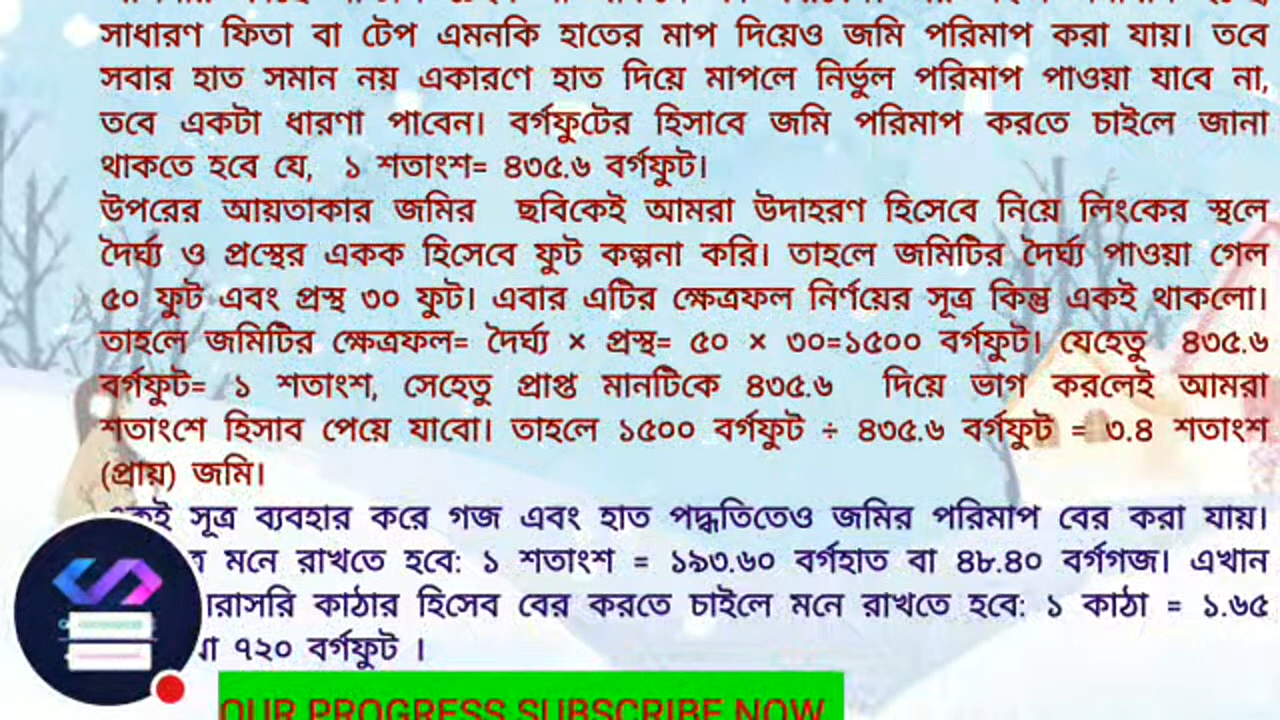 সাধারণ ফিতা বা টেপ এমনকি হাতের মাপ দিয়েও জমি পরিমাপ করা যায়। তবে
সবার হাত সমান নয় একারণে হাত দিয়ে মাপলে নির্ভুল পরিমাপ পাওয়া যাবে না,
তবে একটা ধারণা পাবেন। বর্গফুটের হিসাবে জমি পরিমাপ করতে চাইলে জানা
থাকতে হবে যে, ১ শতাংশ= ৪৩৫.৬ বর্গফুট।
উপরের আয়তাকার জমির ছবিকেই আমরা উদাহরণ হিসেবে নিয়ে লিংকের স্থলে
দৈর্ঘ্য ও প্রস্থের একক হিসেবে ফুট কল্পনা করি। তাহলে জমিটির দৈর্ঘ্য পাওয়া গেল
৫০ ফুট এবং প্রস্থ ৩০ ফুট। এবার এটির ক্ষেত্রফল নির্ণয়ের সূত্র কিন্তু একই থাকলো।
তাহলে জমিটির ক্ষেত্রফল= দৈর্ঘ্য × প্রস্থ= ৫০ × ৩০=১৫০০ বর্গফুট। যেহেতু ৪৩৫.৬
বর্গফুট= ১ শতাংশ, সেহেতু প্রাপ্ত মানটিকে ৪৩৫.৬ দিয়ে ভাগ করলেই আমরা
শতাংশে হিসাব পেয়ে যাবো। তাহলে ১৫০০ বর্গফুট ÷ ৪৩৫.৬ বর্গফুট = ৩.৪ শতাংশ
(প্রায়) জমি।
সূত্র ব্যবহার করে গজ এবং হাত পদ্ধতিতেও জমির পরিমাপ বের করা যায়।
মনে রাখতে হবে: ১ শতাংশ = ১৯৩.৬০ বর্গহাত বা ৪৮.৪০ বর্গগজ। এখান
কাঠার হিসেব বের করতে চাইলে মনে রাখতে হবে: ১ কাঠা = ১.৬৫
৭২০ বর্গফুট ।
OUR PROGRESS SUBSCRIBE NOW